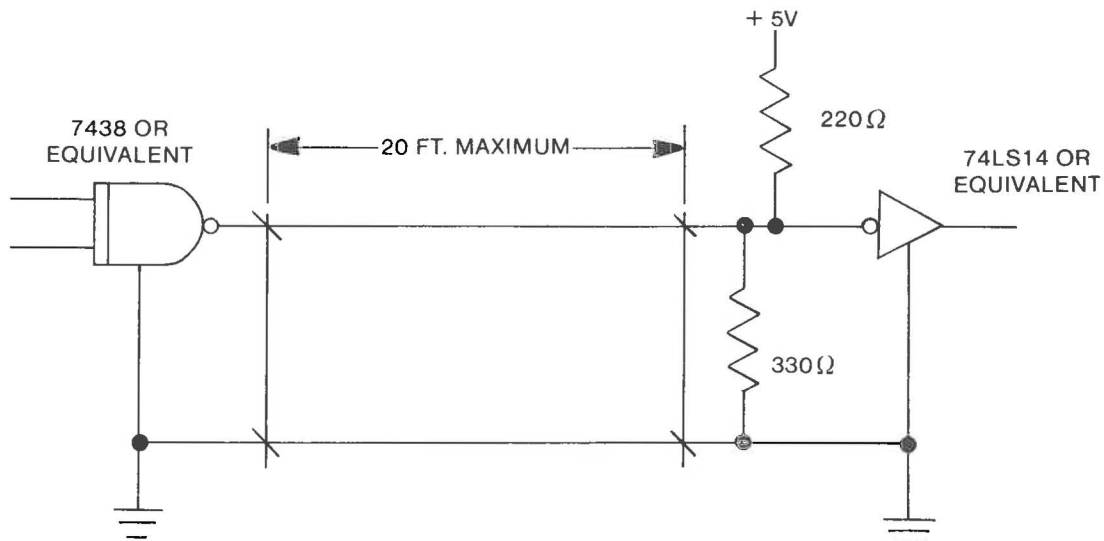 + 5V
7438 OR
EQUIVALENT
20 FT. MAXIMUM
220Ω
74LS14 OR
EQUIVALENT
330Ω